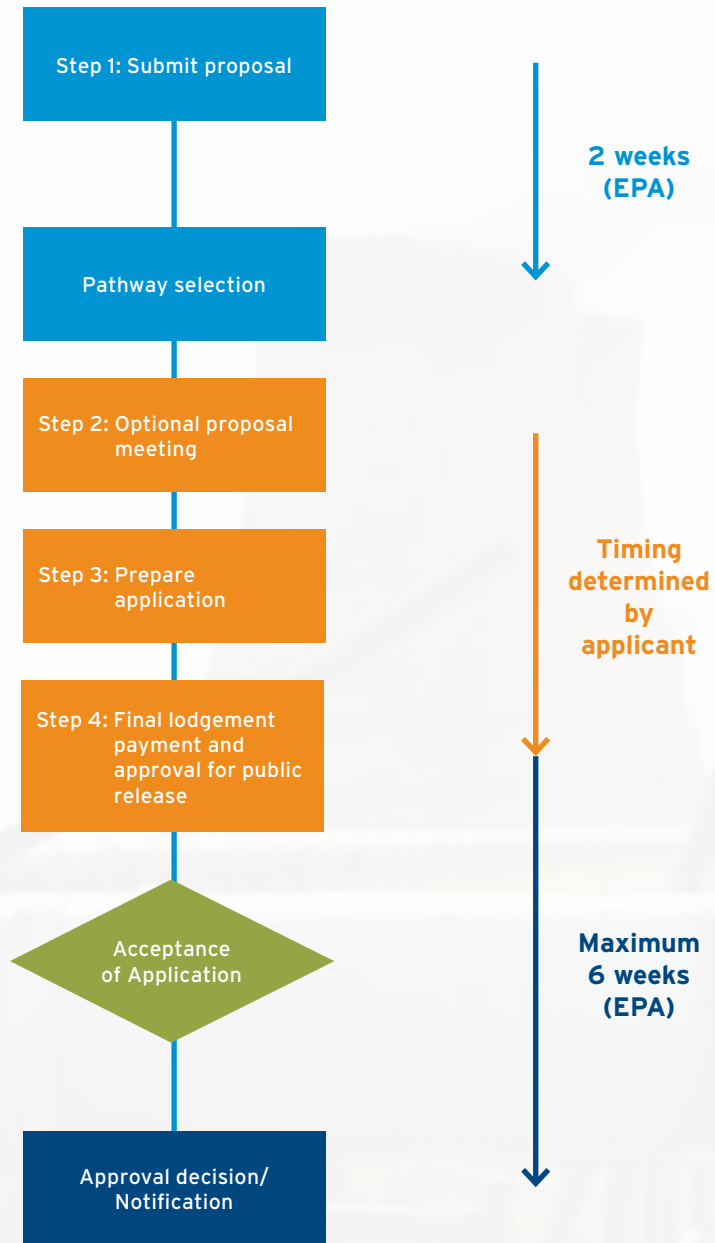 Step 1: Submit proposal
2 weeks
(EPA)
Pathway selection
Step 2: Optional proposal
meeting
Step 3: Prepare
application
Timing
determined
by
applicant
Step 4: Final lodgement
payment and
approval for public
release
Acceptance
of Application
Maximum
6 weeks
(EPA)
Approval decision/
Notification